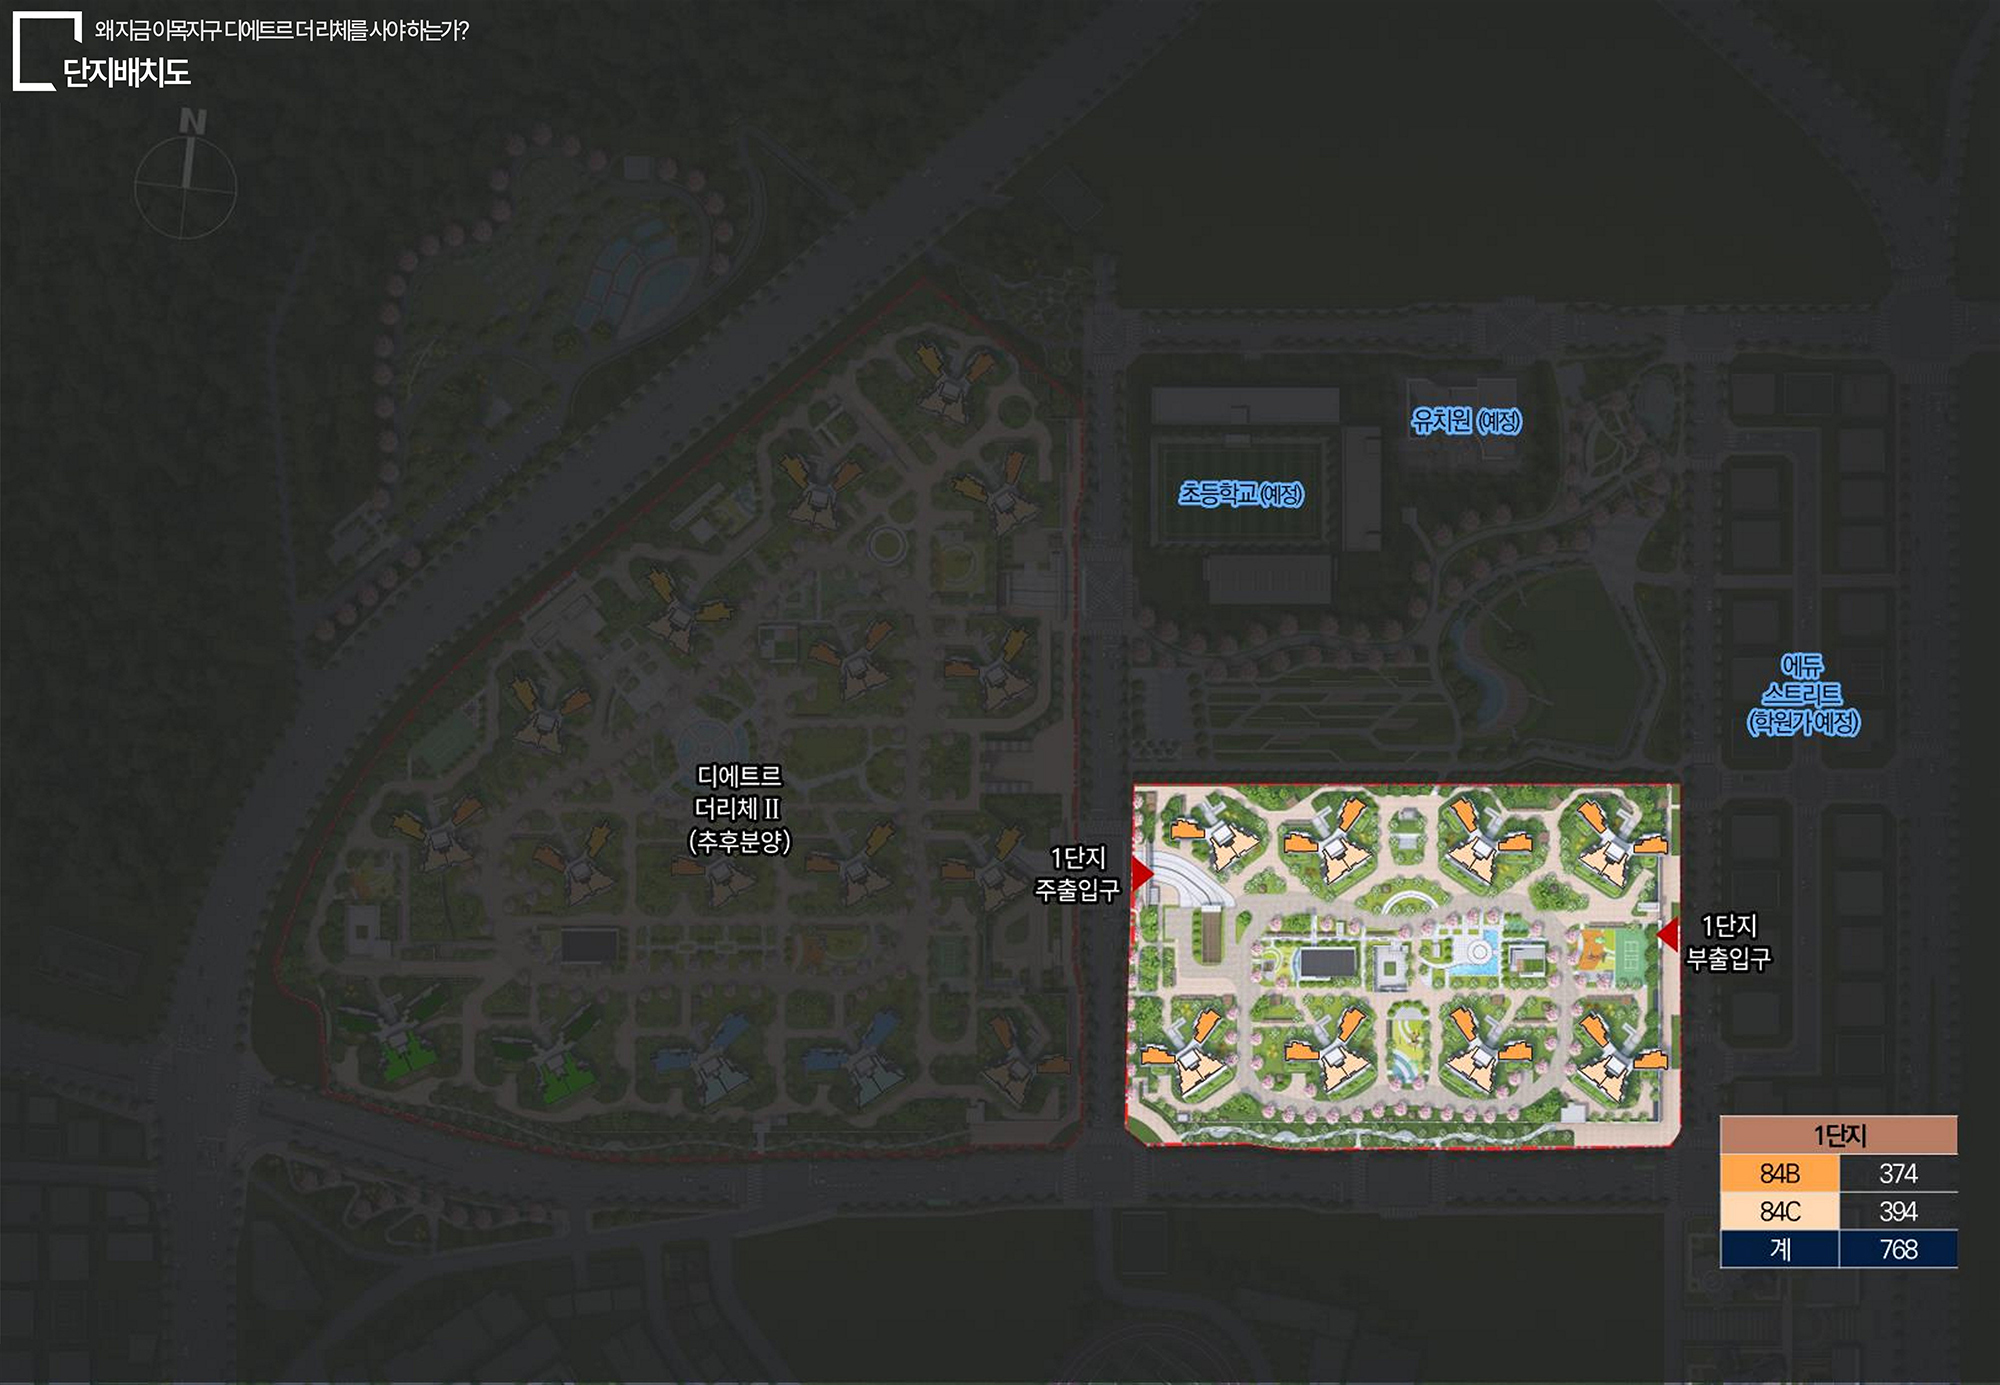 왜 지금 이목지구 디에트르 더 리체를 사야 하는가?
단지배치도
N
유치원 (예정)
초등학교 (예정)
에듀
스트리트
(학원가 예정)
디에트르
더리체 II
(추후분양)
1단지
주출입구
1단지
부출입구
1단지
84B 374
84C 394
계 768